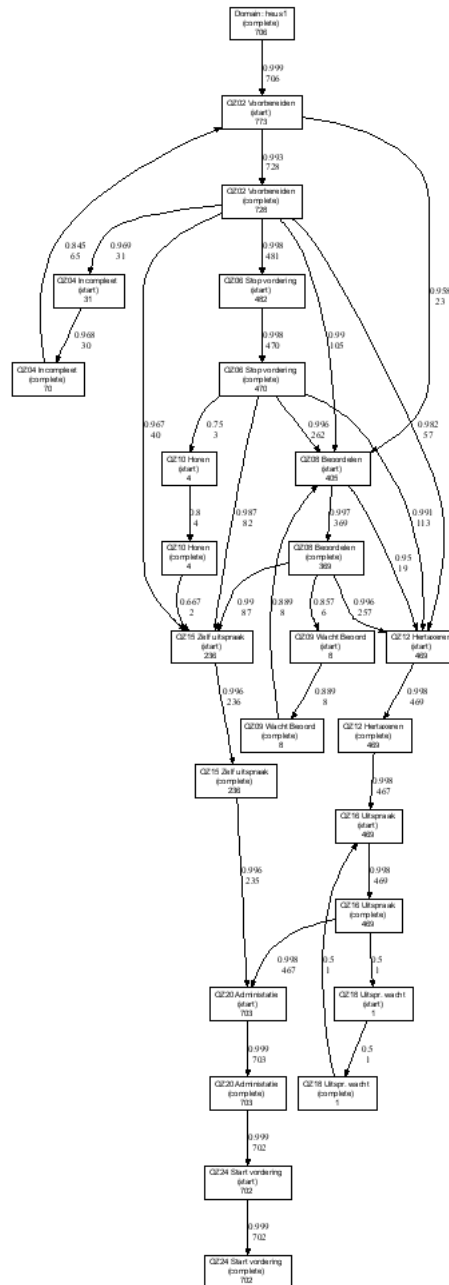 Domain: heus1
(complete)
706
0.999
706
OZ02 Voorbereiden
(start)
773
0.993
728
OZ02 Voorbereiden
(complete)
728
0.845
65
0.969
31
0.998
481
0.958
23
OZ04 Incompleet
(start)
31
OZ06 Stop vordering
(start)
482
0.99
105
0.968
30
0.998
470
OZ04 Incompleet
(complete)
70
OZ06 Stop vordering
(complete)
470
0.967
40
0.75
3
0.996
262
0.982
57
OZ10 Horen
(start)
4
OZ08 Beoordelen
(start)
405
0.987
82
0.991
113
0.8
4
0.997
369
0.95
19
OZ10 Horen
(complete)
4
OZ08 Beoordelen
(complete)
369
0.667
2
0.99
87
0.889
8
0.857
6
0.996
257
OZ15 Zelf uitspraak
(start)
236
OZ09 Wacht Beoord
(start)
8
OZ12 Hertaxeren
(start)
469
0.996
236
0.889
8
0.998
469
OZ09 Wacht Beoord
(complete)
8
OZ12 Hertaxeren
(complete)
469
OZ15 Zelf uitspraak
(complete)
236
0.998
467
OZ16 Uitspraak
(start)
469
0.996
235
0.998
469
OZ16 Uitspraak
(complete)
469
0.998
467
0.5
1
0.5
1
OZ20 Administatie
(start)
703
OZ18 Uitspr. wacht
(start)
1
0.999
703
0.5
1
OZ20 Administatie
(complete)
703
OZ18 Uitspr. wacht
(complete)
1
0.999
702
OZ24 Start vordering
(start)
702
0.999
702
OZ24 Start vordering
(complete)
702